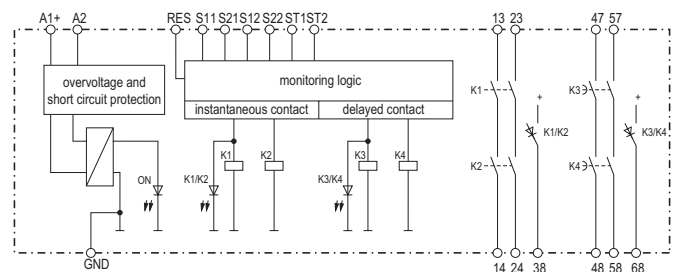 A1+ A2 RES S11 S21 S12 S22 ST1 ST2 13 23 47 57
overvoltage and
short circuit protection
monitoring logic
instantaneous contact delayed contact
K1 K3
+ +
K1/K2 K3/K4
K1 K2 K3 K4
ON K1/K2 K3/K4
K2 K4
GND 14 24 38 48 58 68